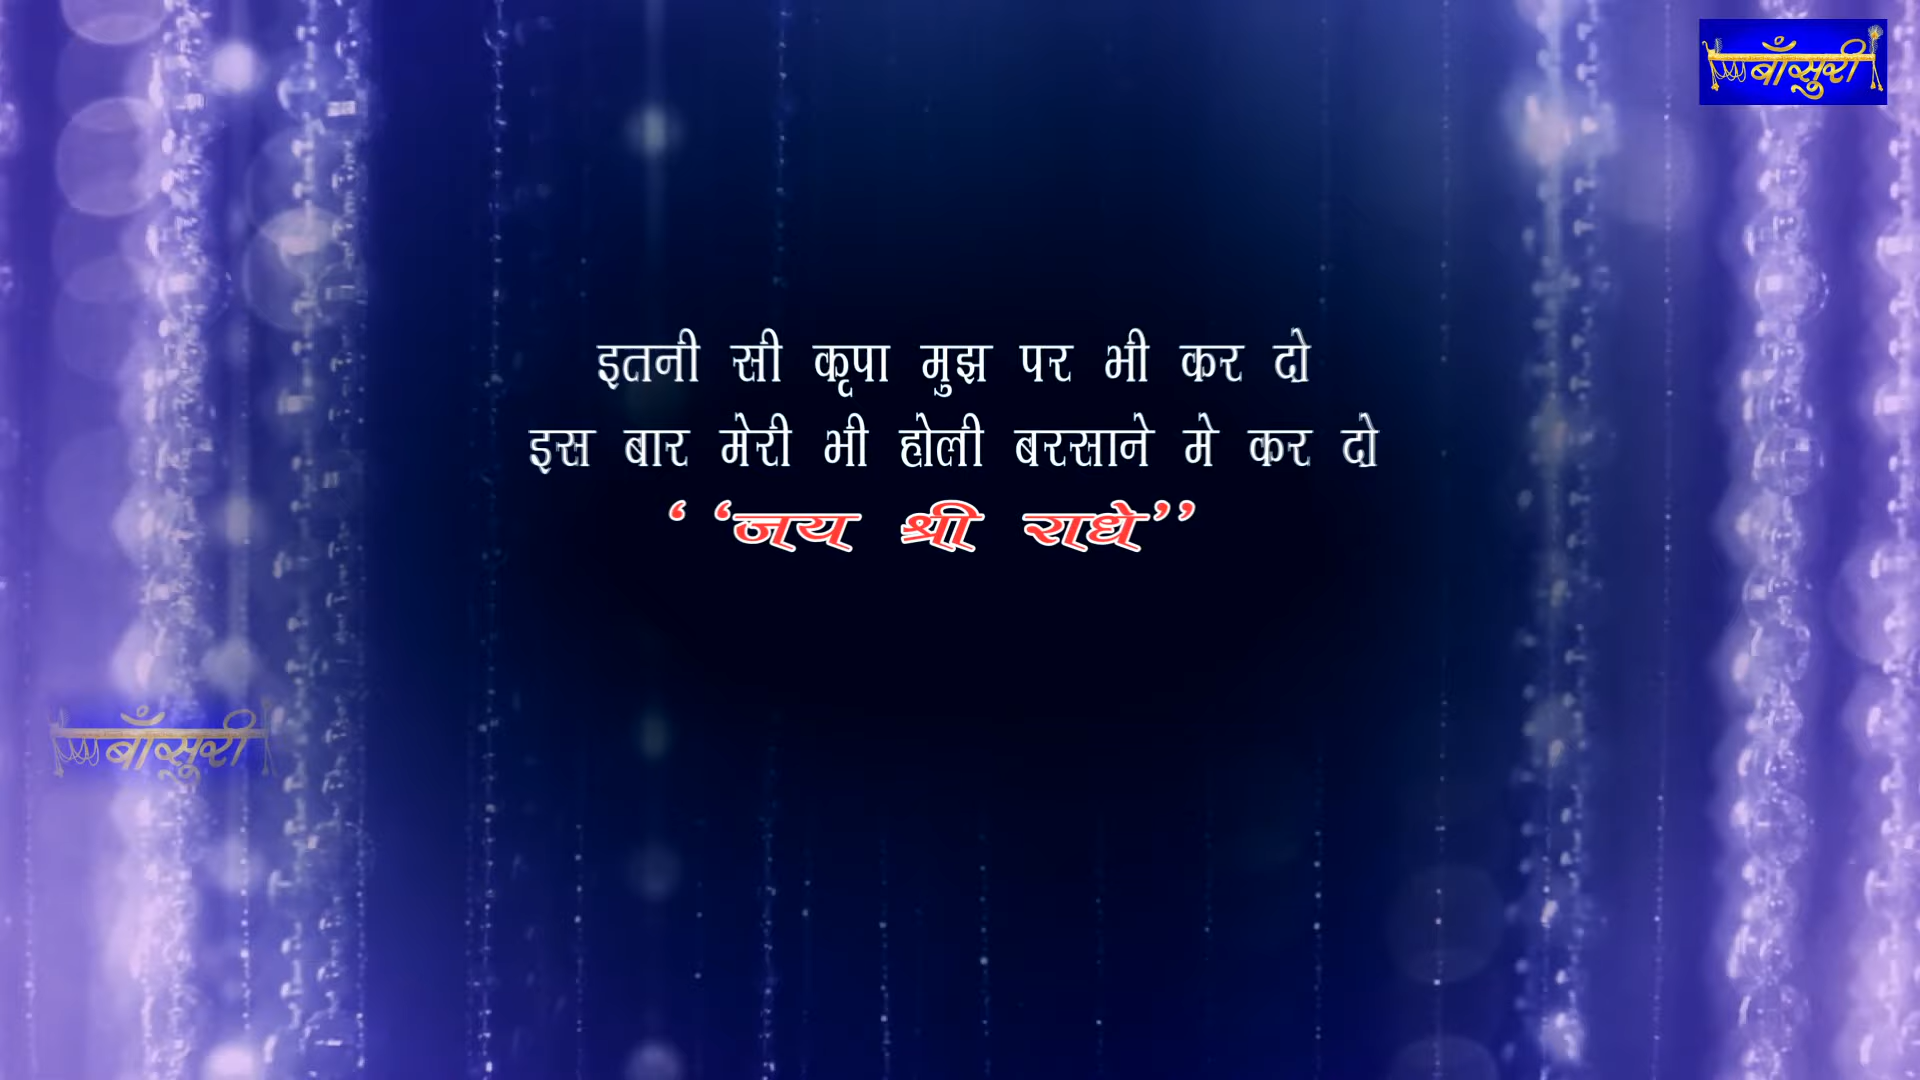 बाँसुरी
इतनी सी कृपा मुझ पर भी कर दो
इस बार मेरी भी होली बरसाने मे कर दो
‘ ‘जय श्री राधे’’
बाँसुरी